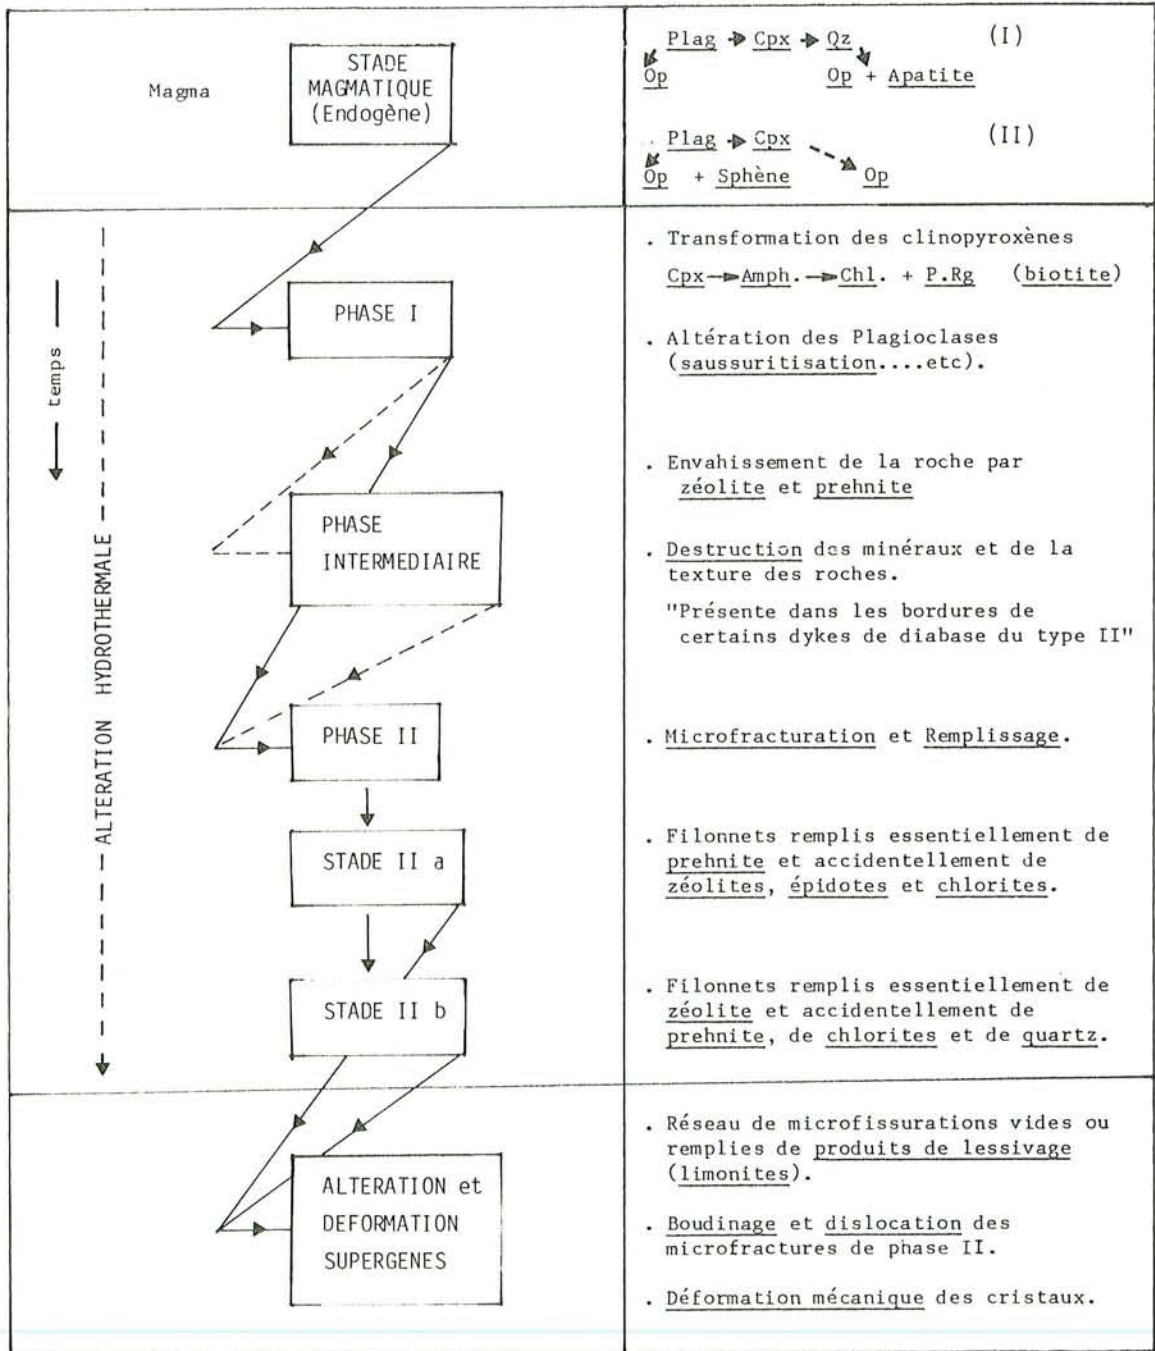 Magma
STADE
MAGMATIQUE
(Endogène)
Plag → Cpx → Qz (I)
Op Op + Apatite
Plag → Cpx (II)
Op + Sphène Op
temps
ALTERATION HYDROTHERMALE
PHASE I
. Transformation des clinopyroxènes
Cpx → Amph. → Chl. + P.Rg (biotite)
. Altération des Plagioclases
(saussuritisation....etc).
PHASE
INTERMEDIAIRE
. Envahissement de la roche par
zéolite et prehnite
. Destruction des minéraux et de la
texture des roches.
"Présente dans les bordures de
certains dykes de diabase du type II"
PHASE II
. Microfracturation et Remplissage.
STADE II a
. Filonnets remplis essentiellement de
prehnite et accidentellement de
zéolites, épidotes et chlorites.
STADE II b
. Filonnets remplis essentiellement de
zéolite et accidentellement de
prehnite, de chlorites et de quartz.
ALTERATION et
DEFORMATION
SUPERGENES
. Réseau de microfissurations vides ou
remplies de produits de lessivage
(limonites).
. Boudinage et dislocation des
microfractures de phase II.
. Déformation mécanique des cristaux.